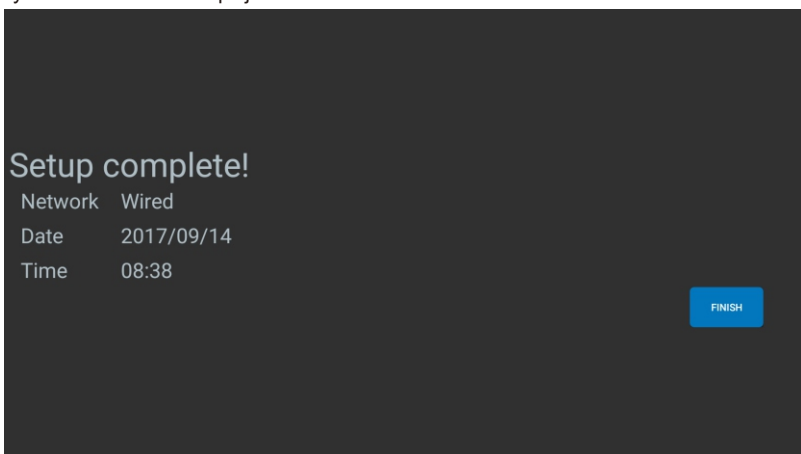 Setup complete!
Network Wired
Date 2017/09/14
Time 08:38
FINISH